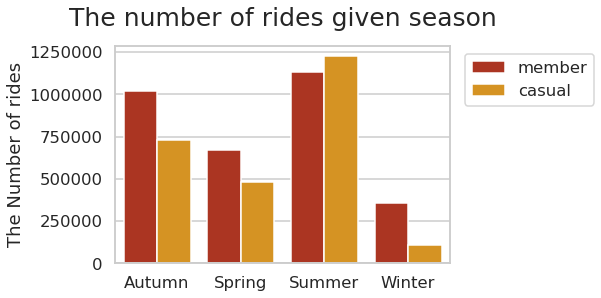 The number of rides given season
The Number of rides
1250000
1000000
750000
500000
250000
0
Autumn Spring Summer Winter
member
casual